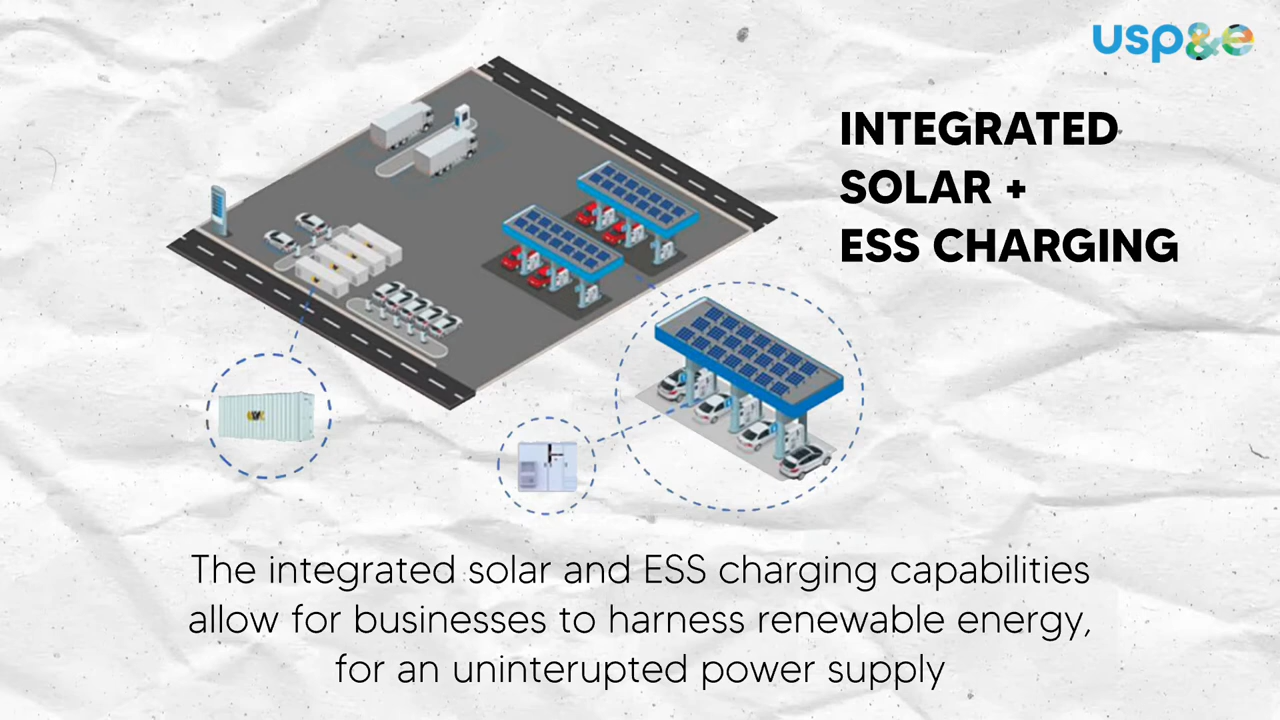 usp&e
INTEGRATED
SOLAR +
ESS CHARGING
The integrated solar and ESS charging capabilities
allow for businesses to harness renewable energy,
for an uninterupted power supply